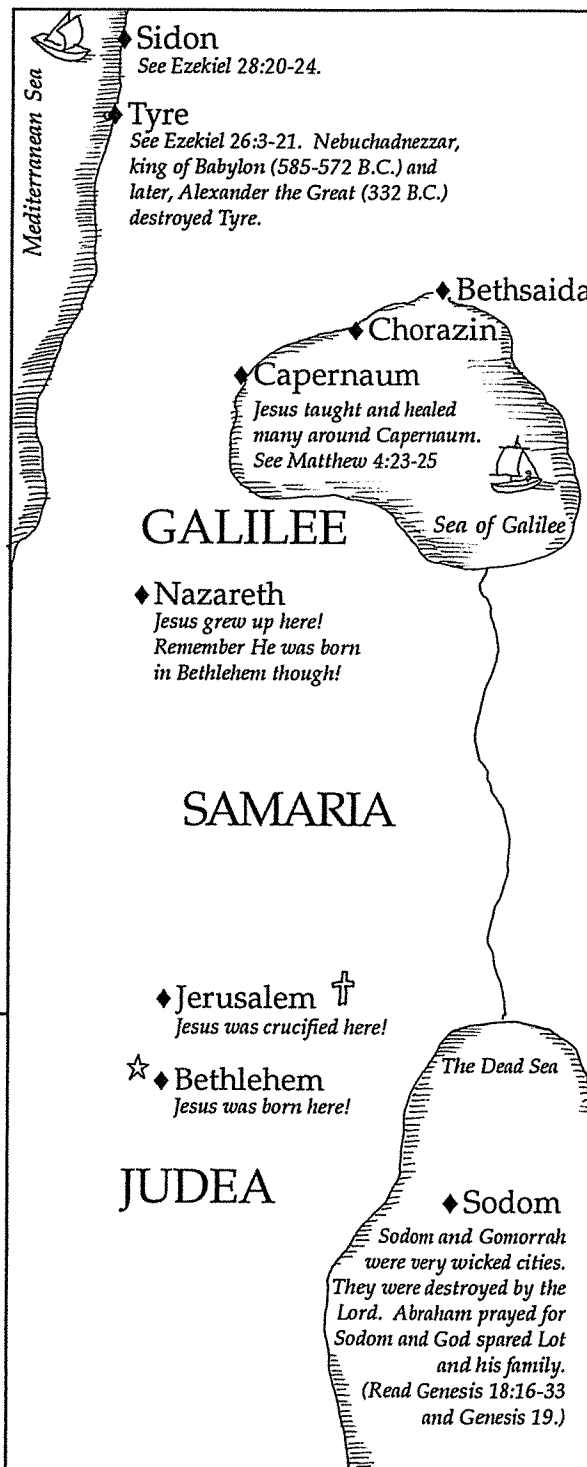 Sidon
See Ezekiel 28:20-24.
Mediterranean Sea
Tyre
See Ezekiel 26:3-21. Nebuchadnezzar,
king of Babylon (585-572 B.C.) and
later, Alexander the Great (332 B.C.)
destroyed Tyre.
Bethsaida
Chorazin
Capernaum
Jesus taught and healed
many around Capernaum.
See Matthew 4:23-25
Sea of Galilee
GALILEE
Nazareth
Jesus grew up here!
Remember He was born
in Bethlehem though!
SAMARIA
Jerusalem
Jesus was crucified here!
Bethlehem
Jesus was born here!
The Dead Sea
JUDEA
Sodom
Sodom and Gomorrah
were very wicked cities.
They were destroyed by the
Lord. Abraham prayed for
Sodom and God spared Lot
and his family.
(Read Genesis 18:16-33
and Genesis 19.)